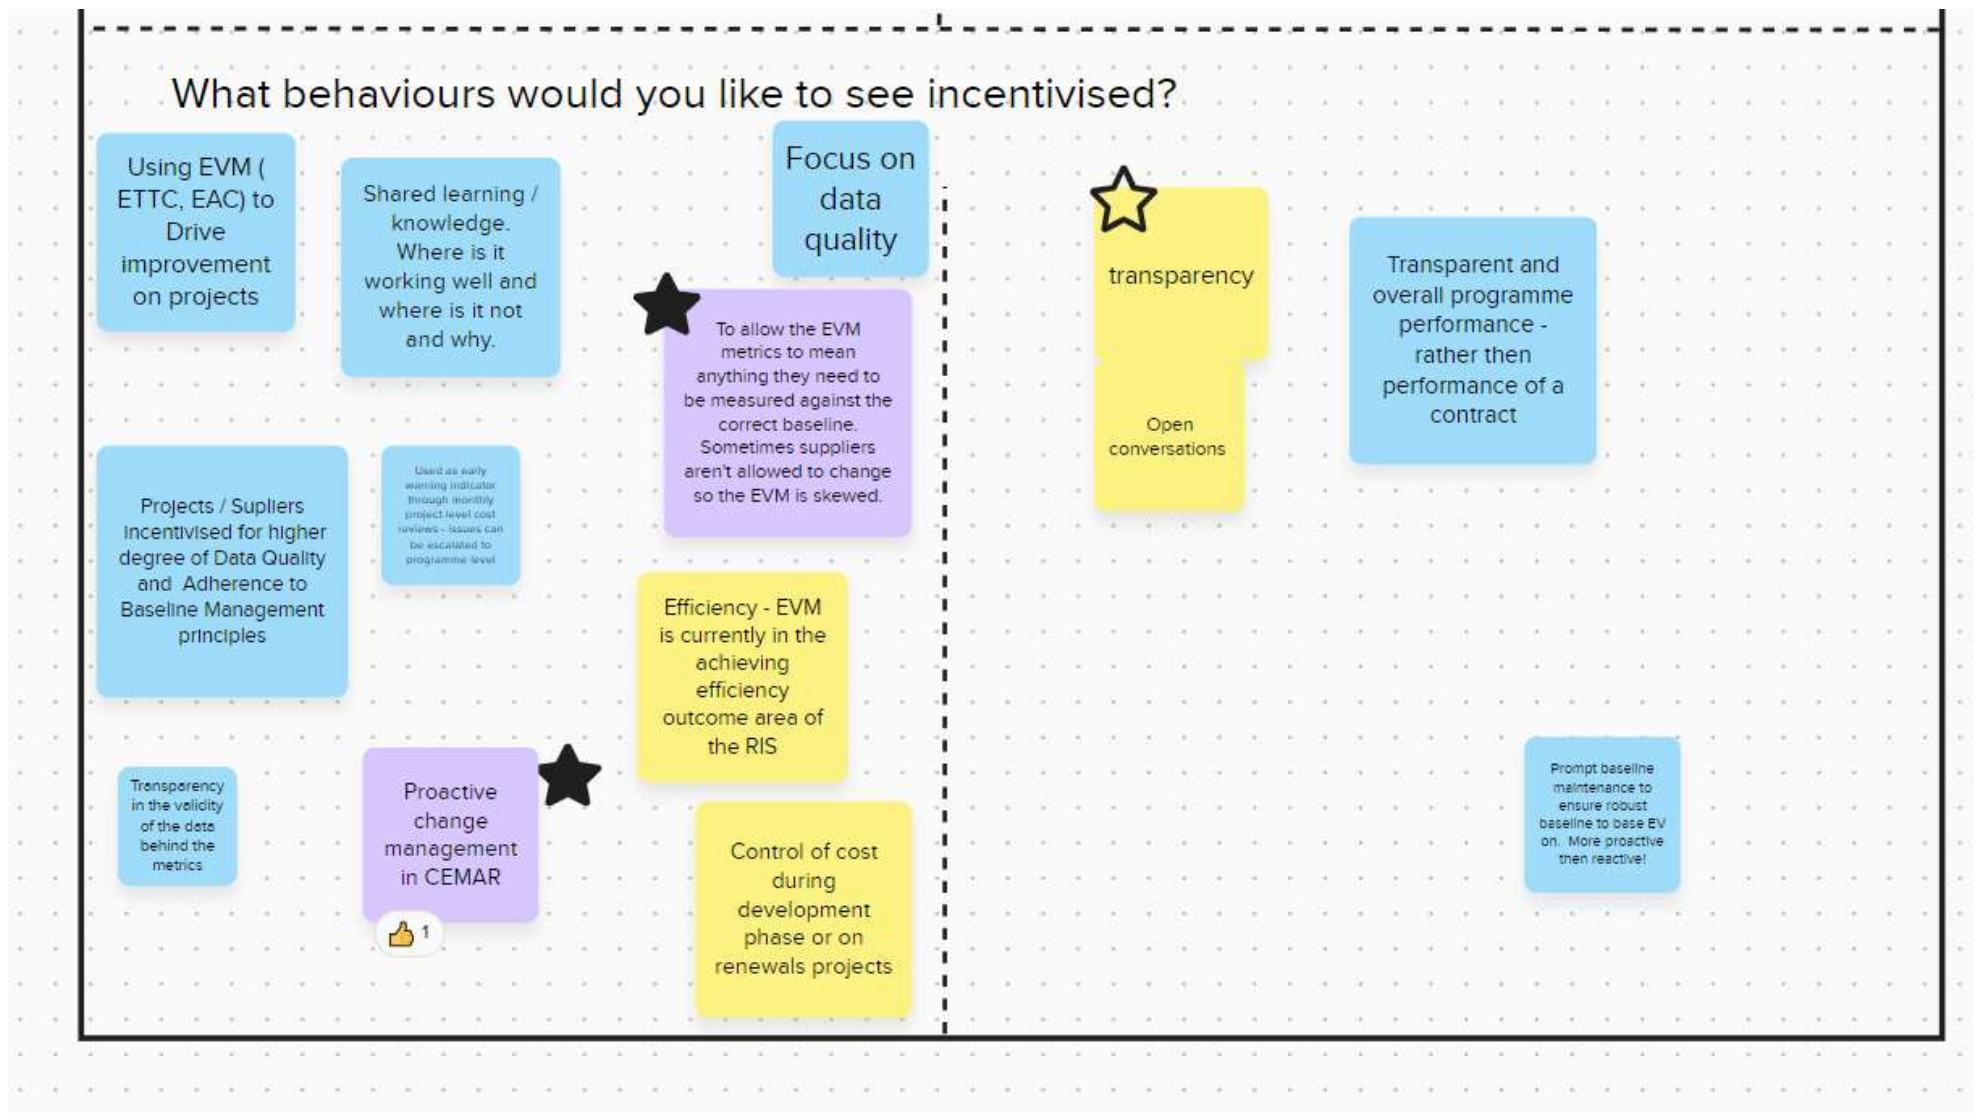 What behaviours would you like to see incentivised?
Using EVM (
ETTC, EAC) to
Drive
improvement
on projects
Shared learning /
knowledge.
Where is it
working well and
where is it not
and why.
Focus on
data
quality
To allow the EVM
metrics to mean
anything they need to
be measured against the
correct baseline.
Sometimes suppliers
aren't allowed to change
so the EVM is skewed.
Projects / Supliers
incentivised for higher
degree of Data Quality
and Adherence to
Baseline Management
principles
Used as early
warning indicator
through monthly
project level cost
reviews - issues can
be escalated to
programme level
Efficiency - EVM
is currently in the
achieving
efficiency
outcome area of
the RIS
Transparency
in the validity
of the data
behind the
metrics
Proactive
change
management
in CEMAR
1
Control of cost
during
development
phase or on
renewals projects
transparency
Open
conversations
Transparent and
overall programme
performance -
rather then
performance of a
contract
Prompt baseline
maintenance to
ensure robust
baseline to base EV
on. More proactive
then reactive!